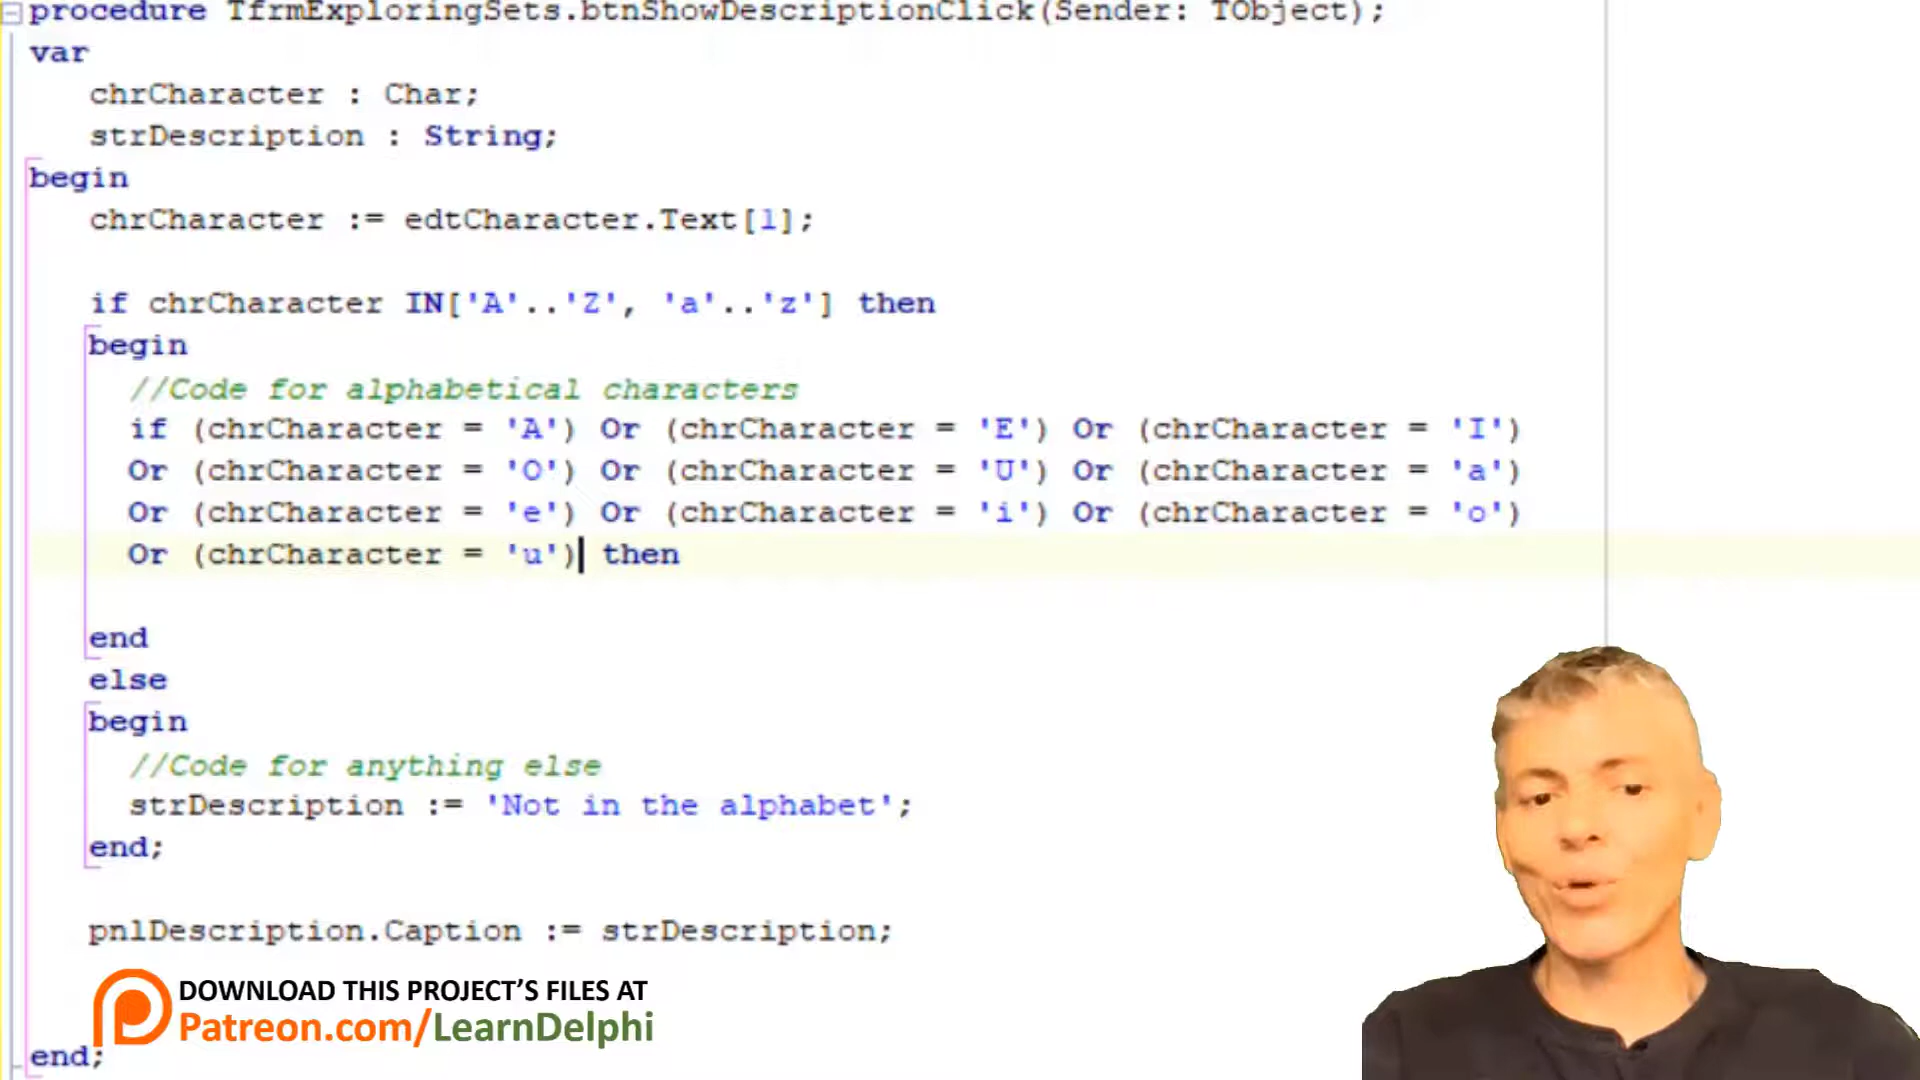 procedure TfrmExploringSets.btnShowDescriptionClick(Sender: TObject);
var
chrCharacter : Char;
strDescription : String;
begin
chrCharacter := edtCharacter.Text[1];
if chrCharacter IN['A'..'Z', 'a'..'z'] then
begin
//Code for alphabetical characters
if (chrCharacter = 'A') Or (chrCharacter = 'E') Or (chrCharacter = 'I')
Or (chrCharacter = 'O') Or (chrCharacter = 'U') Or (chrCharacter = 'a')
Or (chrCharacter = 'e') Or (chrCharacter = 'i') Or (chrCharacter = 'o')
Or (chrCharacter = 'u') then
end
else
begin
//Code for anything else
strDescription := 'Not in the alphabet';
end;
pnlDescription.Caption := strDescription;
DOWNLOAD THIS PROJECT'S FILES AT
Patreon.com/LearnDelphi
end;